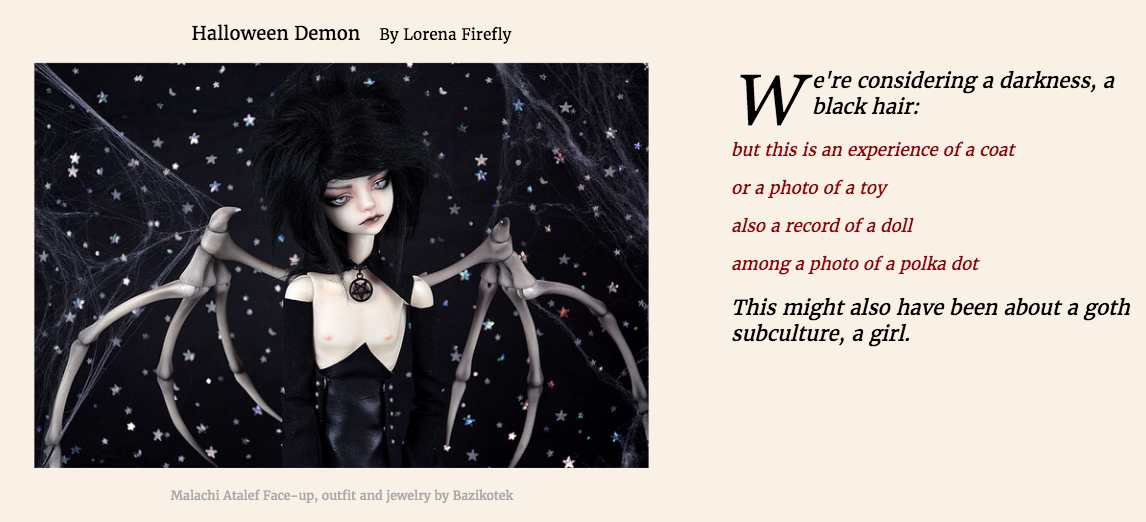 Halloween Demon By Lorena Firefly
We're considering a darkness, a
black hair:
but this is an experience of a coat
or a photo of a toy
also a record of a doll
among a photo of a polka dot
This might also have been about a goth
subculture, a girl.
Malachi Atalef Face-up, outfit and jewelry by Bazikotek